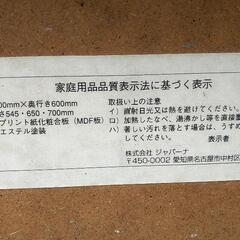 家庭用品品質表示法に基づく表示
00mm×奥行き600mm
さ545・650・700mm
プリント紙化粧合板（MDF板）
エステル塗装
取扱い上の注意
イ）直射日光又は熱を避けてください。
ロ）加熱したなべ、湯沸かし等を直接置
ハ）著しい汚れを落とす場合は、うすめ
表示者
株式会社 ジャパーナ
〒450-0002 愛知県名古屋市中村区